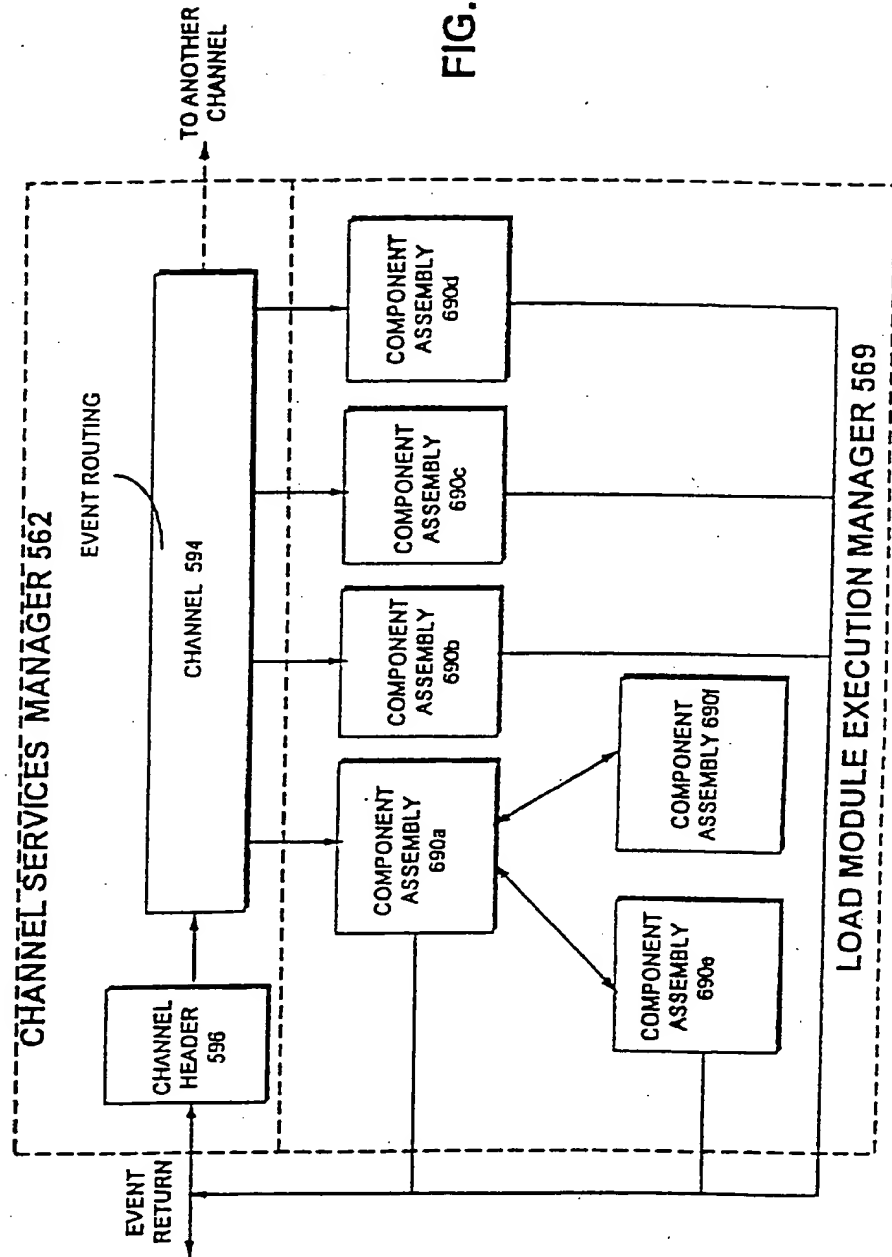 CHANNEL SERVICES MANAGER 562
EVENT ROUTING
TO ANOTHER
CHANNEL
FIG.
EVENT
RETURN
CHANNEL
HEADER
596
CHANNEL 594
COMPONENT
ASSEMBLY
690a
COMPONENT
ASSEMBLY
690b
COMPONENT
ASSEMBLY
690c
COMPONENT
ASSEMBLY
690d
COMPONENT
ASSEMBLY
690e
COMPONENT
ASSEMBLY 690f
LOAD MODULE EXECUTION MANAGER 569